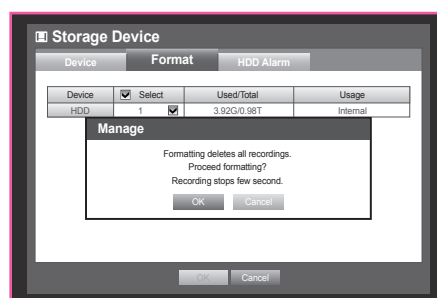 Storage Device
Device Format HDD Alarm
Device Select Used/Total Usage
HDD 1 3.92G/0.98T Internal
Manage
Formatting deletes all recordings.
Proceed formatting?
Recording stops few second.
OK Cancel
OK Cancel